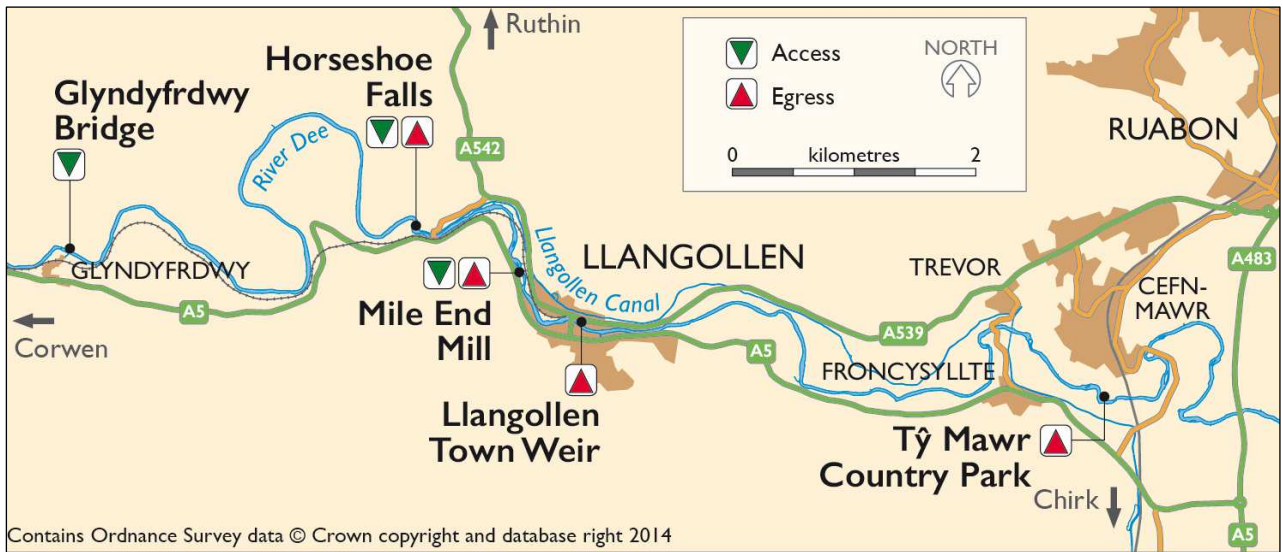 Ruthin
Horseshoe
Falls
Glyndyfrdwy
Bridge
River Dee
A542
Access
Egress
NORTH
0 kilometres 2
RUABON
GLYNDYFRDWY
A5
Corwen
Mile End
Mill
Llangollen Canal
LLANGOLLEN
TREVOR
A483
CEFN-
MAWR
A539
A5
FRONCYSYLLTE
Llangollen
Town Weir
Tŷ Mawr
Country Park
Chirk
A5
Contains Ordnance Survey data © Crown copyright and database right 2014